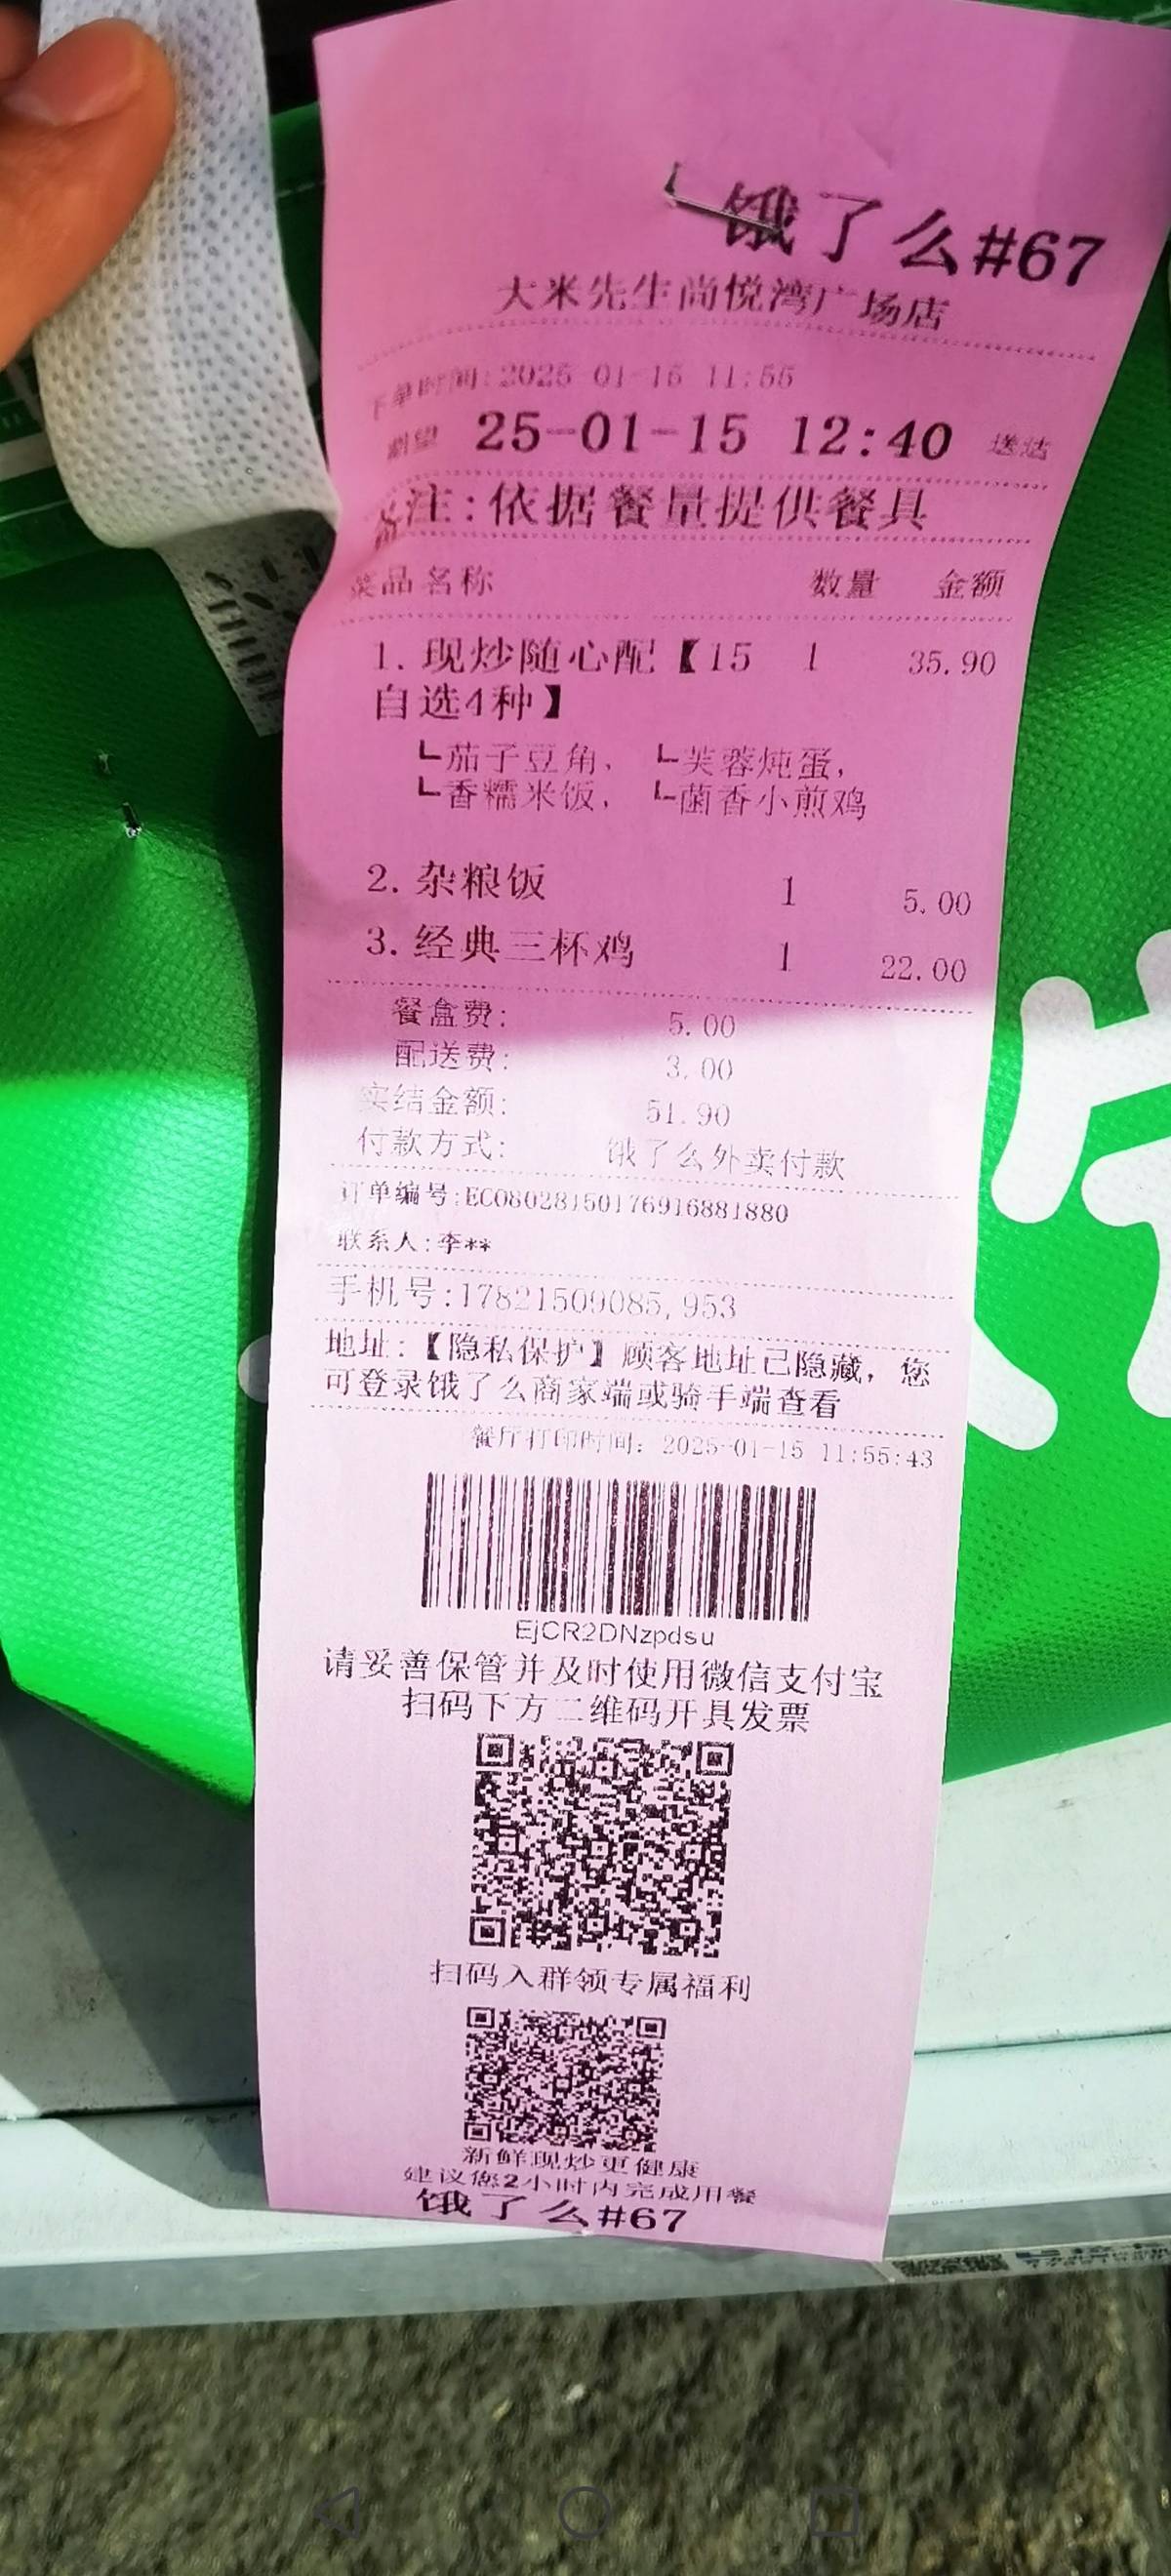 饿了么#67
大米先生尚悦湾广场店
下单时间:2025-01-15 11:55
期望 25-01-15 12:40 送达
备注:依据餐量提供餐具
菜品名称 数量 金额
1. 现炒随心配【15 1 35.90
自选4种】
┗茄子豆角, ┗芙蓉炖蛋,
┗香糯米饭, ┗菌香小煎鸡
2. 杂粮饭 1 5.00
3. 经典三杯鸡 1 22.00
餐盒费: 5.00
配送费: 3.00
实结金额: 51.90
付款方式: 饿了么外卖付款
订单编号:EC0802815017691688​1880
联系人:李**
手机号:17821509085,953
地址:【隐私保护】顾客地址已隐藏，您
可登录饿了么商家端或骑手端查看
餐厅打印时间: 2025-01-15 11:55:43
EjCR2DNzpdsu
请妥善保管并及时使用微信支付宝
扫码下方二维码开具发票
扫码入群领专属福利
新鲜现炒更健康
建议您2小时内完成用餐
饿了么#67